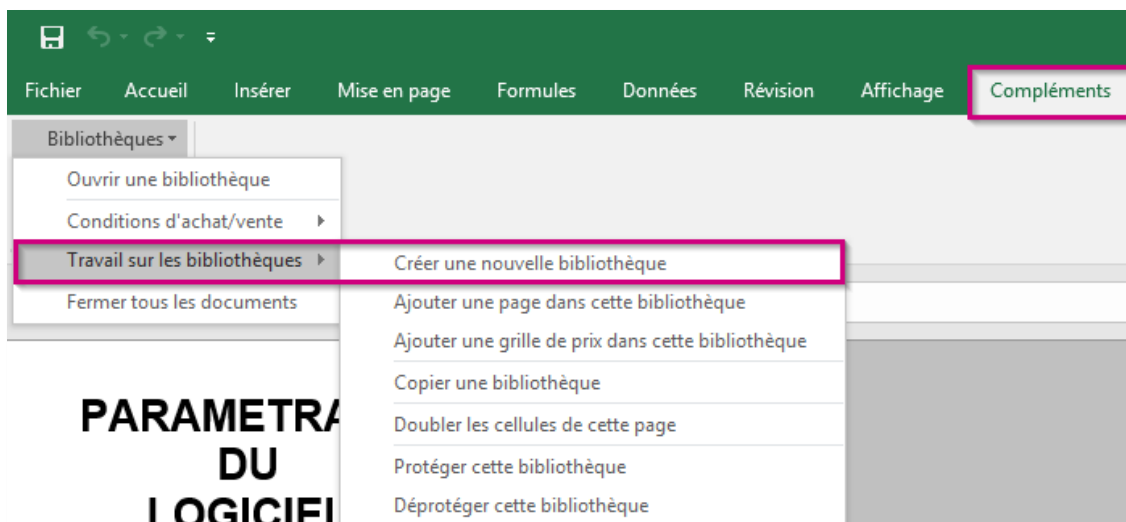 Fichier Accueil Insérer Mise en page Formules Données Révision Affichage Compléments
Bibliothèques
Ouvrir une bibliothèque
Conditions d'achat/vente
Travail sur les bibliothèques
Fermer tous les documents
Créer une nouvelle bibliothèque
Ajouter une page dans cette bibliothèque
Ajouter une grille de prix dans cette bibliothèque
Copier une bibliothèque
Doubler les cellules de cette page
Protéger cette bibliothèque
Déprotéger cette bibliothèque
DU